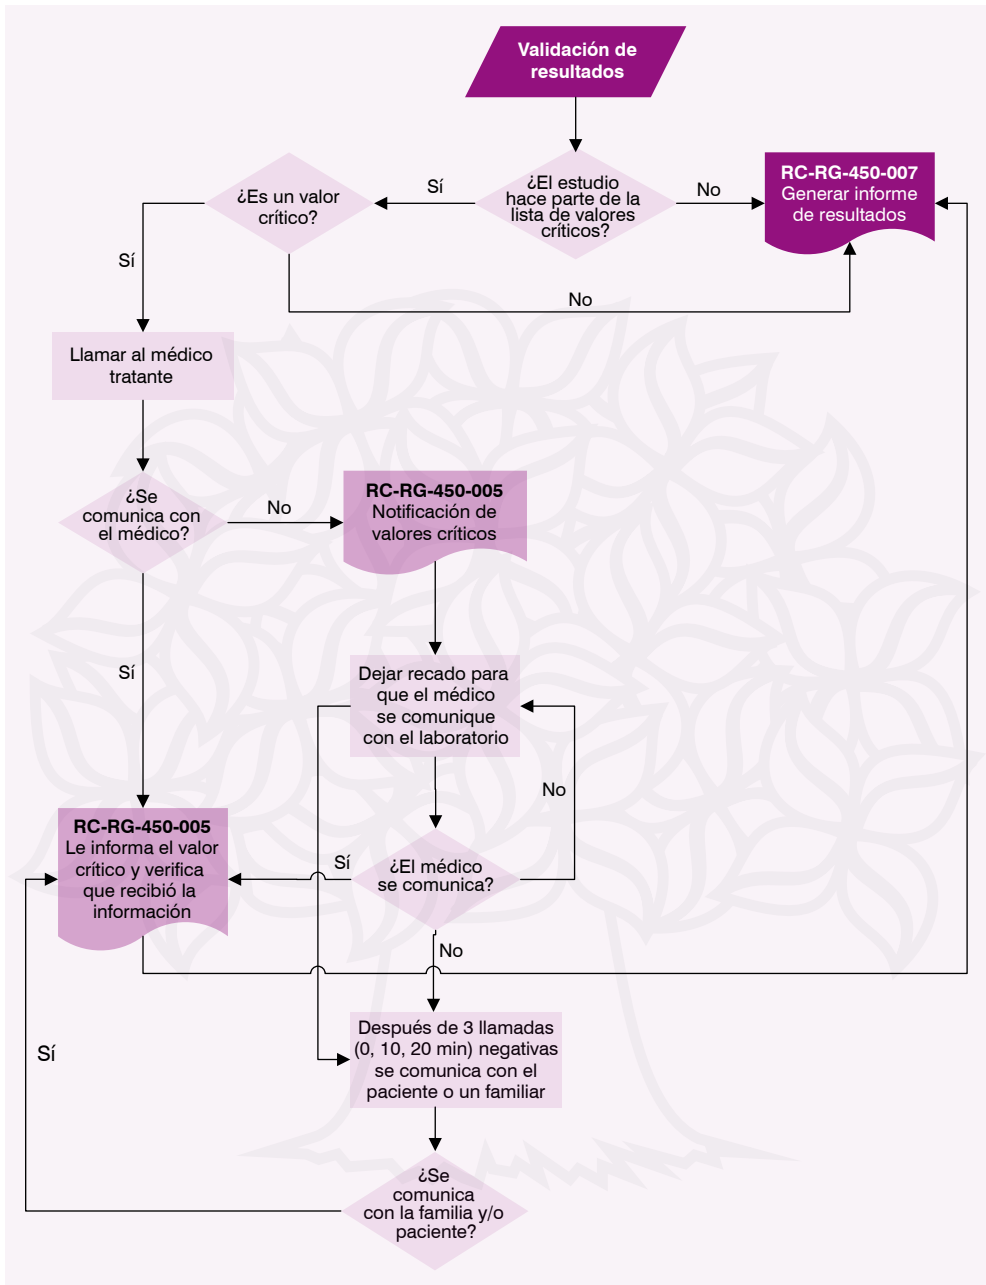 Validación de
resultados
¿El estudio
hace parte de la
lista de valores
críticos?
Sí
No
¿Es un valor
crítico?
RC-RG-450-007
Generar informe
de resultados
Sí
No
Llamar al médico
tratante
¿Se
comunica con
el médico?
No
RC-RG-450-005
Notificación de
valores críticos
Sí
Dejar recado para
que el médico
se comunique
con el laboratorio
No
RC-RG-450-005
Le informa el valor
crítico y verifica
que recibió la
información
Sí
¿El médico
se comunica?
No
Después de 3 llamadas
(0, 10, 20 min) negativas
se comunica con el
paciente o un familiar
Sí
¿Se
comunica
con la familia y/o
paciente?